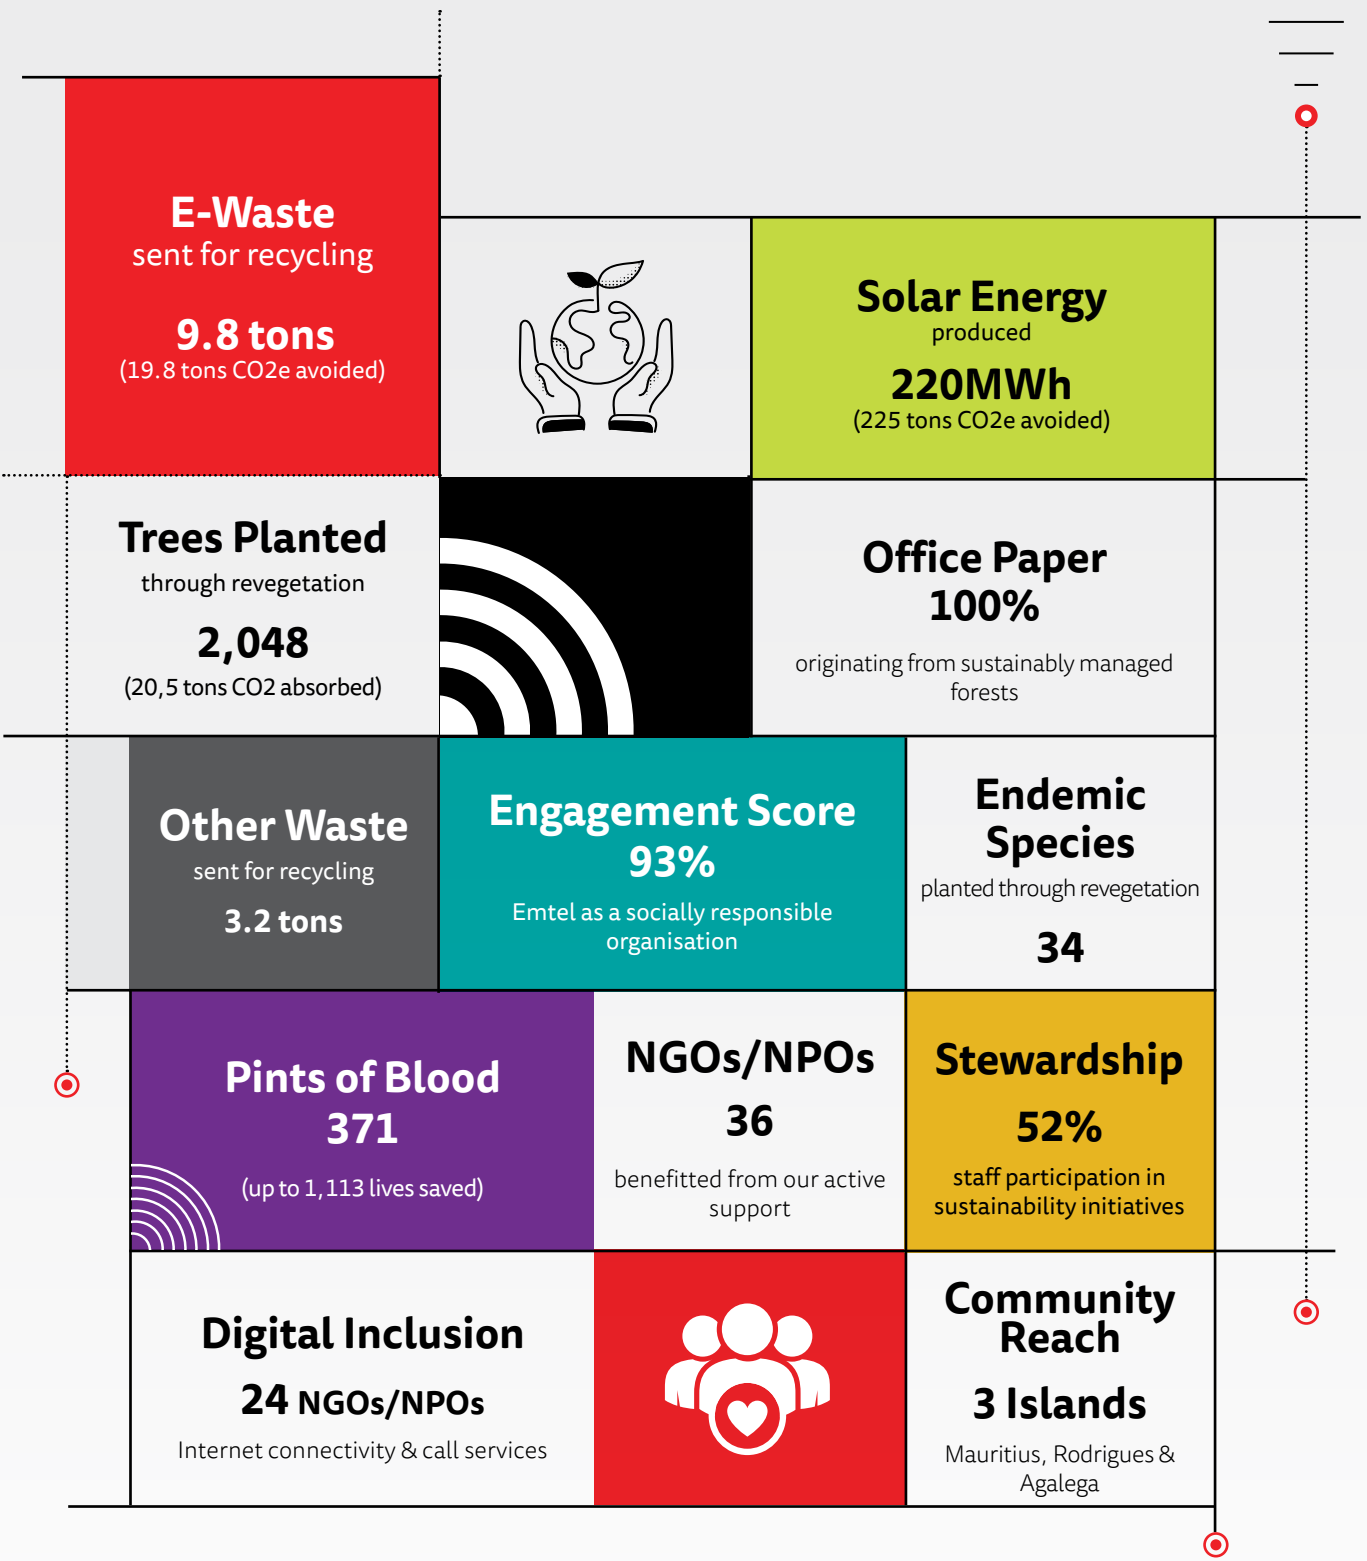 E-Waste
sent for recycling
9.8 tons
(19.8 tons CO2e avoided)
Solar Energy
produced
220MWh
(225 tons CO2e avoided)
Trees Planted
through revegetation
2,048
(20,5 tons CO2 absorbed)
Office Paper
100%
originating from sustainably managed
forests
Other Waste
sent for recycling
3.2 tons
Engagement Score
93%
Emtel as a socially responsible
organisation
Endemic
Species
planted through revegetation
34
Pints of Blood
371
(up to 1,113 lives saved)
NGOs/NPOs
36
benefitted from our active
support
Stewardship
52%
staff participation in
sustainability initiatives
Digital Inclusion
24 NGOs/NPOs
Internet connectivity & call services
Community
Reach
3 Islands
Mauritius, Rodrigues &
Agalega